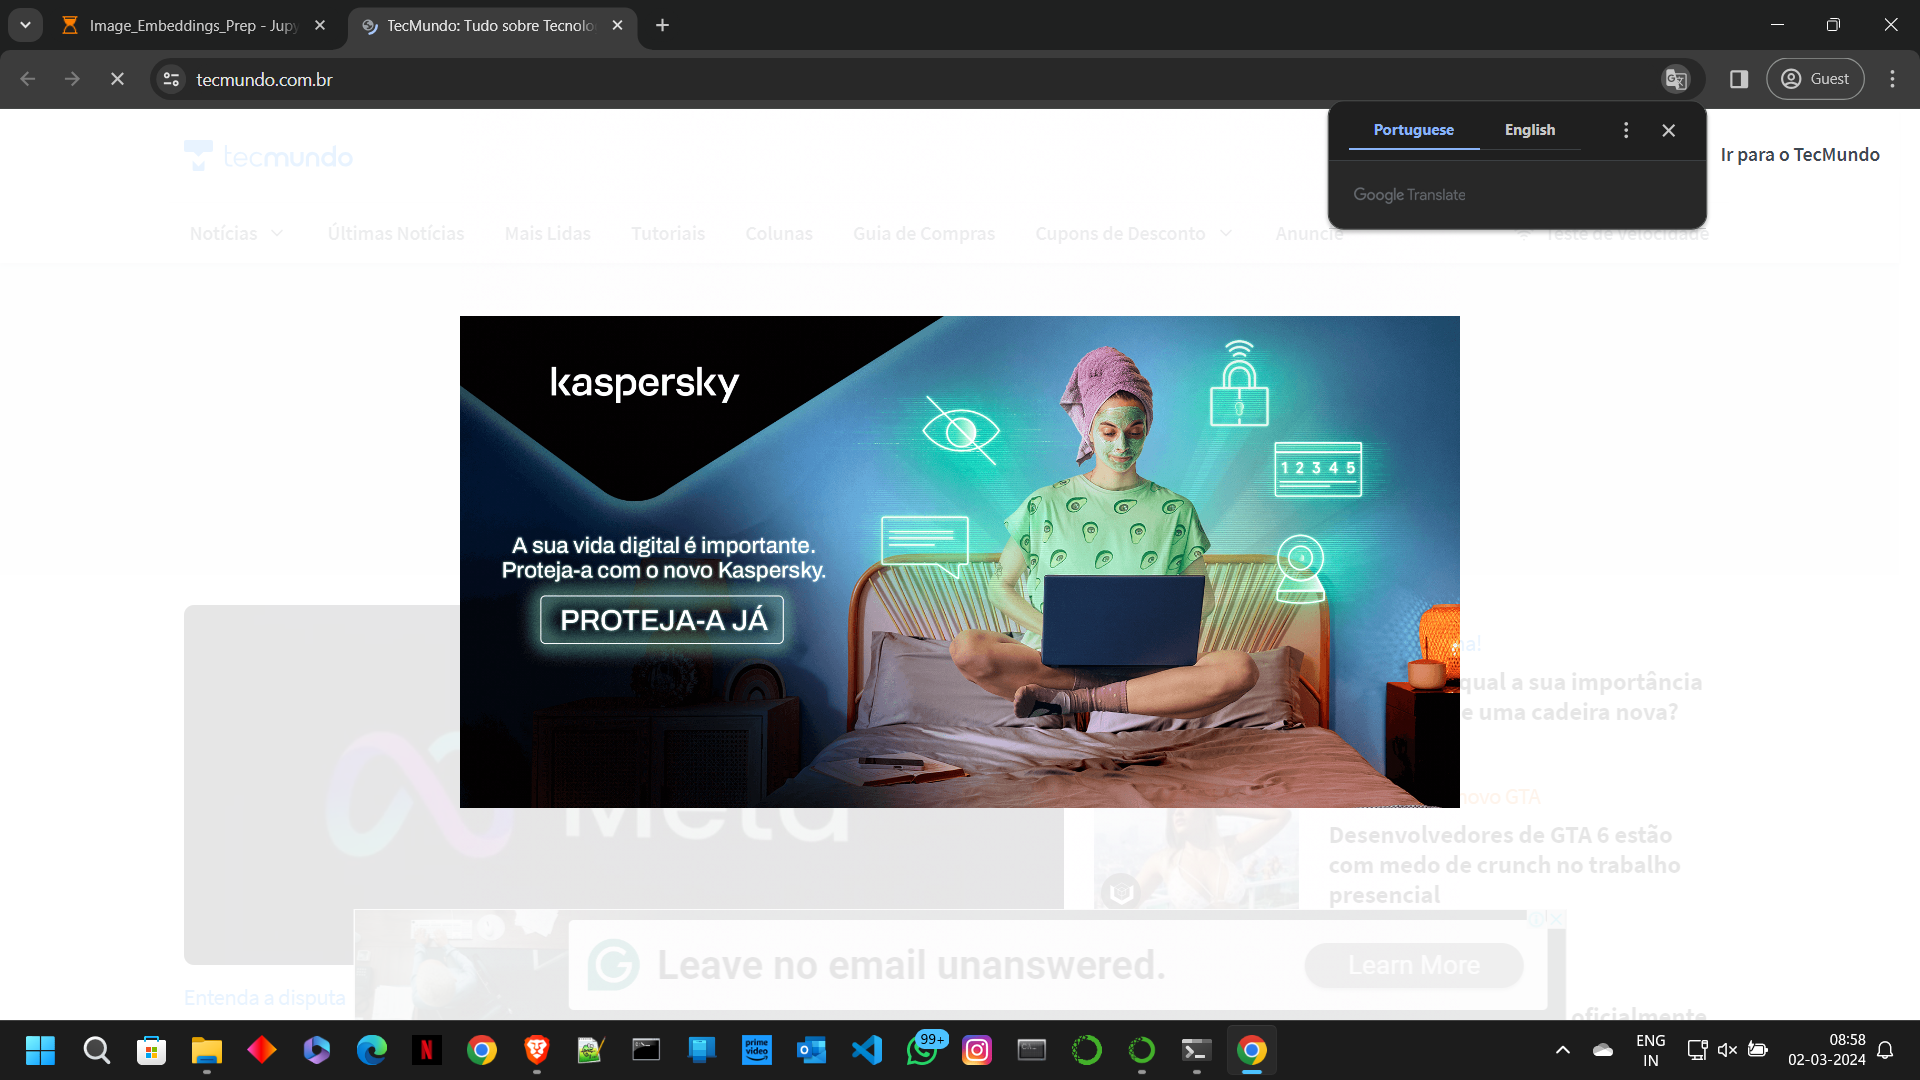 Image_Embeddings_Prep - Jupy
TecMundo: Tudo sobre Tecnolo
tecmundo.com.br
Guest
Portuguese
English
Google Translate
tecmundo
Ir para o TecMundo
Notícias
Últimas Notícias
Mais Lidas
Tutoriais
Colunas
Guia de Compras
Cupons de Desconto
Anuncie
Teste de Velocidade
kaspersky
1 2 3 4 5
A sua vida digital é importante.
Proteja-a com o novo Kaspersky.
PROTEJA-A JÁ
Meta
qual a sua importância
e uma cadeira nova?
novo GTA
Desenvolvedores de GTA 6 estão
com medo de crunch no trabalho
presencial
Leave no email unanswered.
Learn More
Entenda a disputa
oficialmente
prime
video
99+
ENG
IN
08:58
02-03-2024